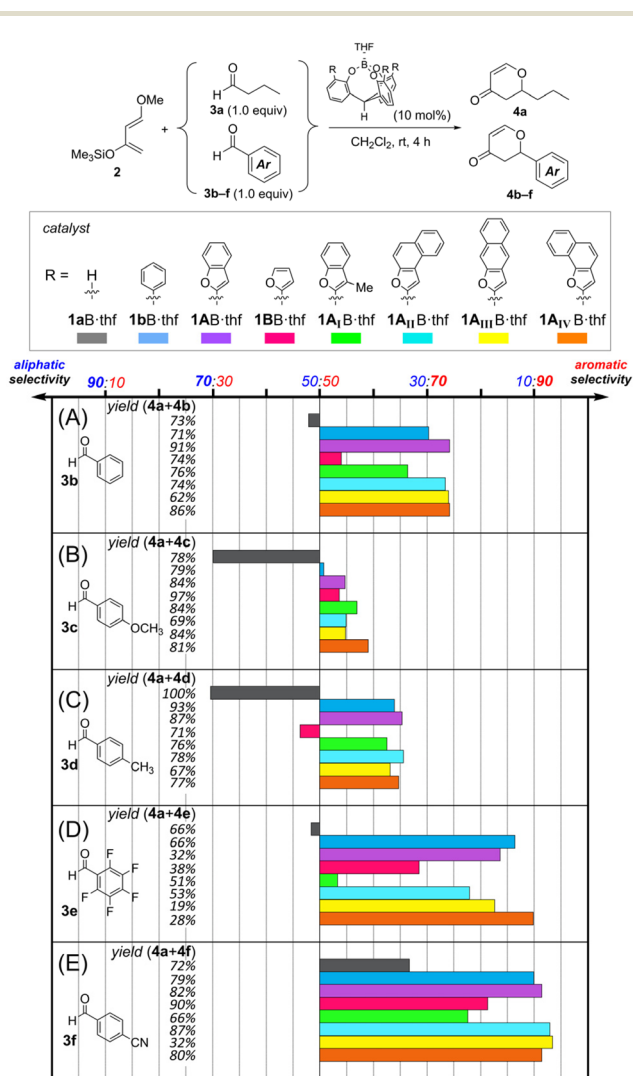 THF
R B R
O O O R
H
(10 mol%)
CH2Cl2, rt, 4 h
OMe
Me3SiO
2
+
O
H
3a (1.0 equiv)
O
H
Ar
3b–f (1.0 equiv)
O
O
4a
O
O
Ar
4b–f
catalyst
R = H
O
O
O
Me
O
O
O
1aB·thf 1bB·thf 1AB·thf 1BB·thf 1AIB·thf 1AIIB·thf 1AIIIB·thf 1AIVB·thf
aliphatic selectivity
90:10 70:30 50:50 30:70 10:90
aromatic selectivity
(A)
yield (4a+4b)
73%
71%
91%
74%
76%
74%
62%
86%
O
H
3b
(B)
yield (4a+4c)
78%
79%
84%
97%
84%
69%
84%
81%
O
H
OCH3
3c
(C)
yield (4a+4d)
100%
93%
87%
71%
76%
78%
67%
77%
O
H
CH3
3d
(D)
yield (4a+4e)
66%
66%
32%
38%
51%
53%
19%
28%
O
H
F
F
F
F
F
3e
(E)
yield (4a+4f)
72%
79%
82%
90%
66%
87%
32%
80%
O
H
CN
3f